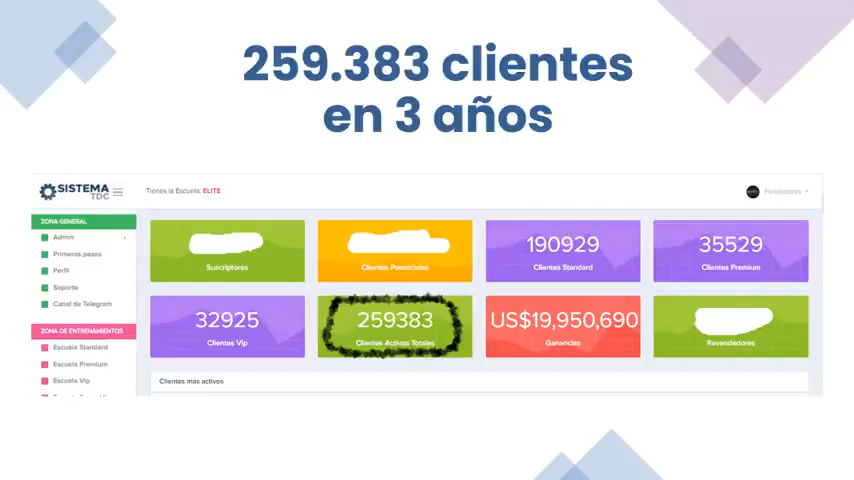 259.383 clientes
en 3 años
SISTEMA
TDC
Tienes la Escuela: ELITE
Fundadores
ZONA GENERAL
Admin
Primeros pasos
Perfil
Soporte
Canal de Telegram
ZONA DE ENTRENAMIENTOS
Escuela Standard
Escuela Premium
Escuela Vip
Suscriptores
Clientes Potenciales
190929
Clientes Standard
35529
Clientes Premium
32925
Clientes Vip
259383
Clientes Activos Totales
US$19,950,690
Ganancias
Revendedores
Clientes mas activos